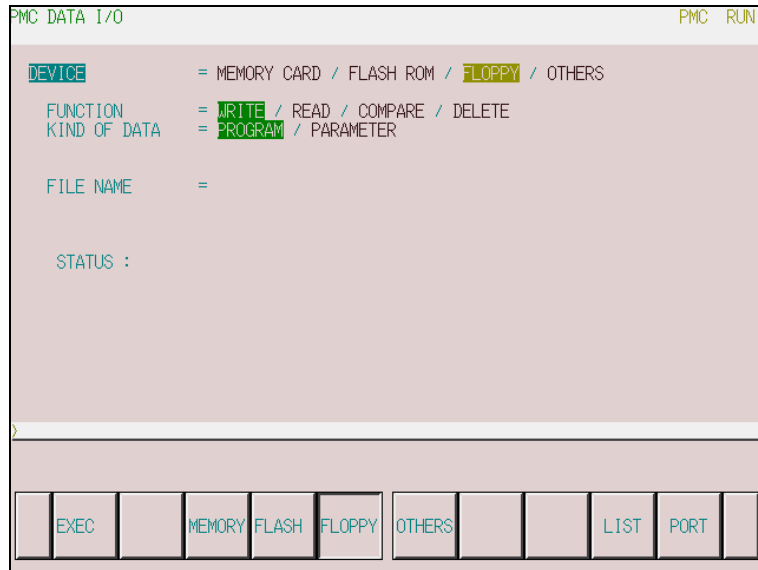 PMC DATA I/O PMC RUN
DEVICE = MEMORY CARD / FLASH ROM / FLOPPY / OTHERS
FUNCTION = WRITE / READ / COMPARE / DELETE
KIND OF DATA = PROGRAM / PARAMETER
FILE NAME =
STATUS :
>
EXEC MEMORY FLASH FLOPPY OTHERS LIST PORT